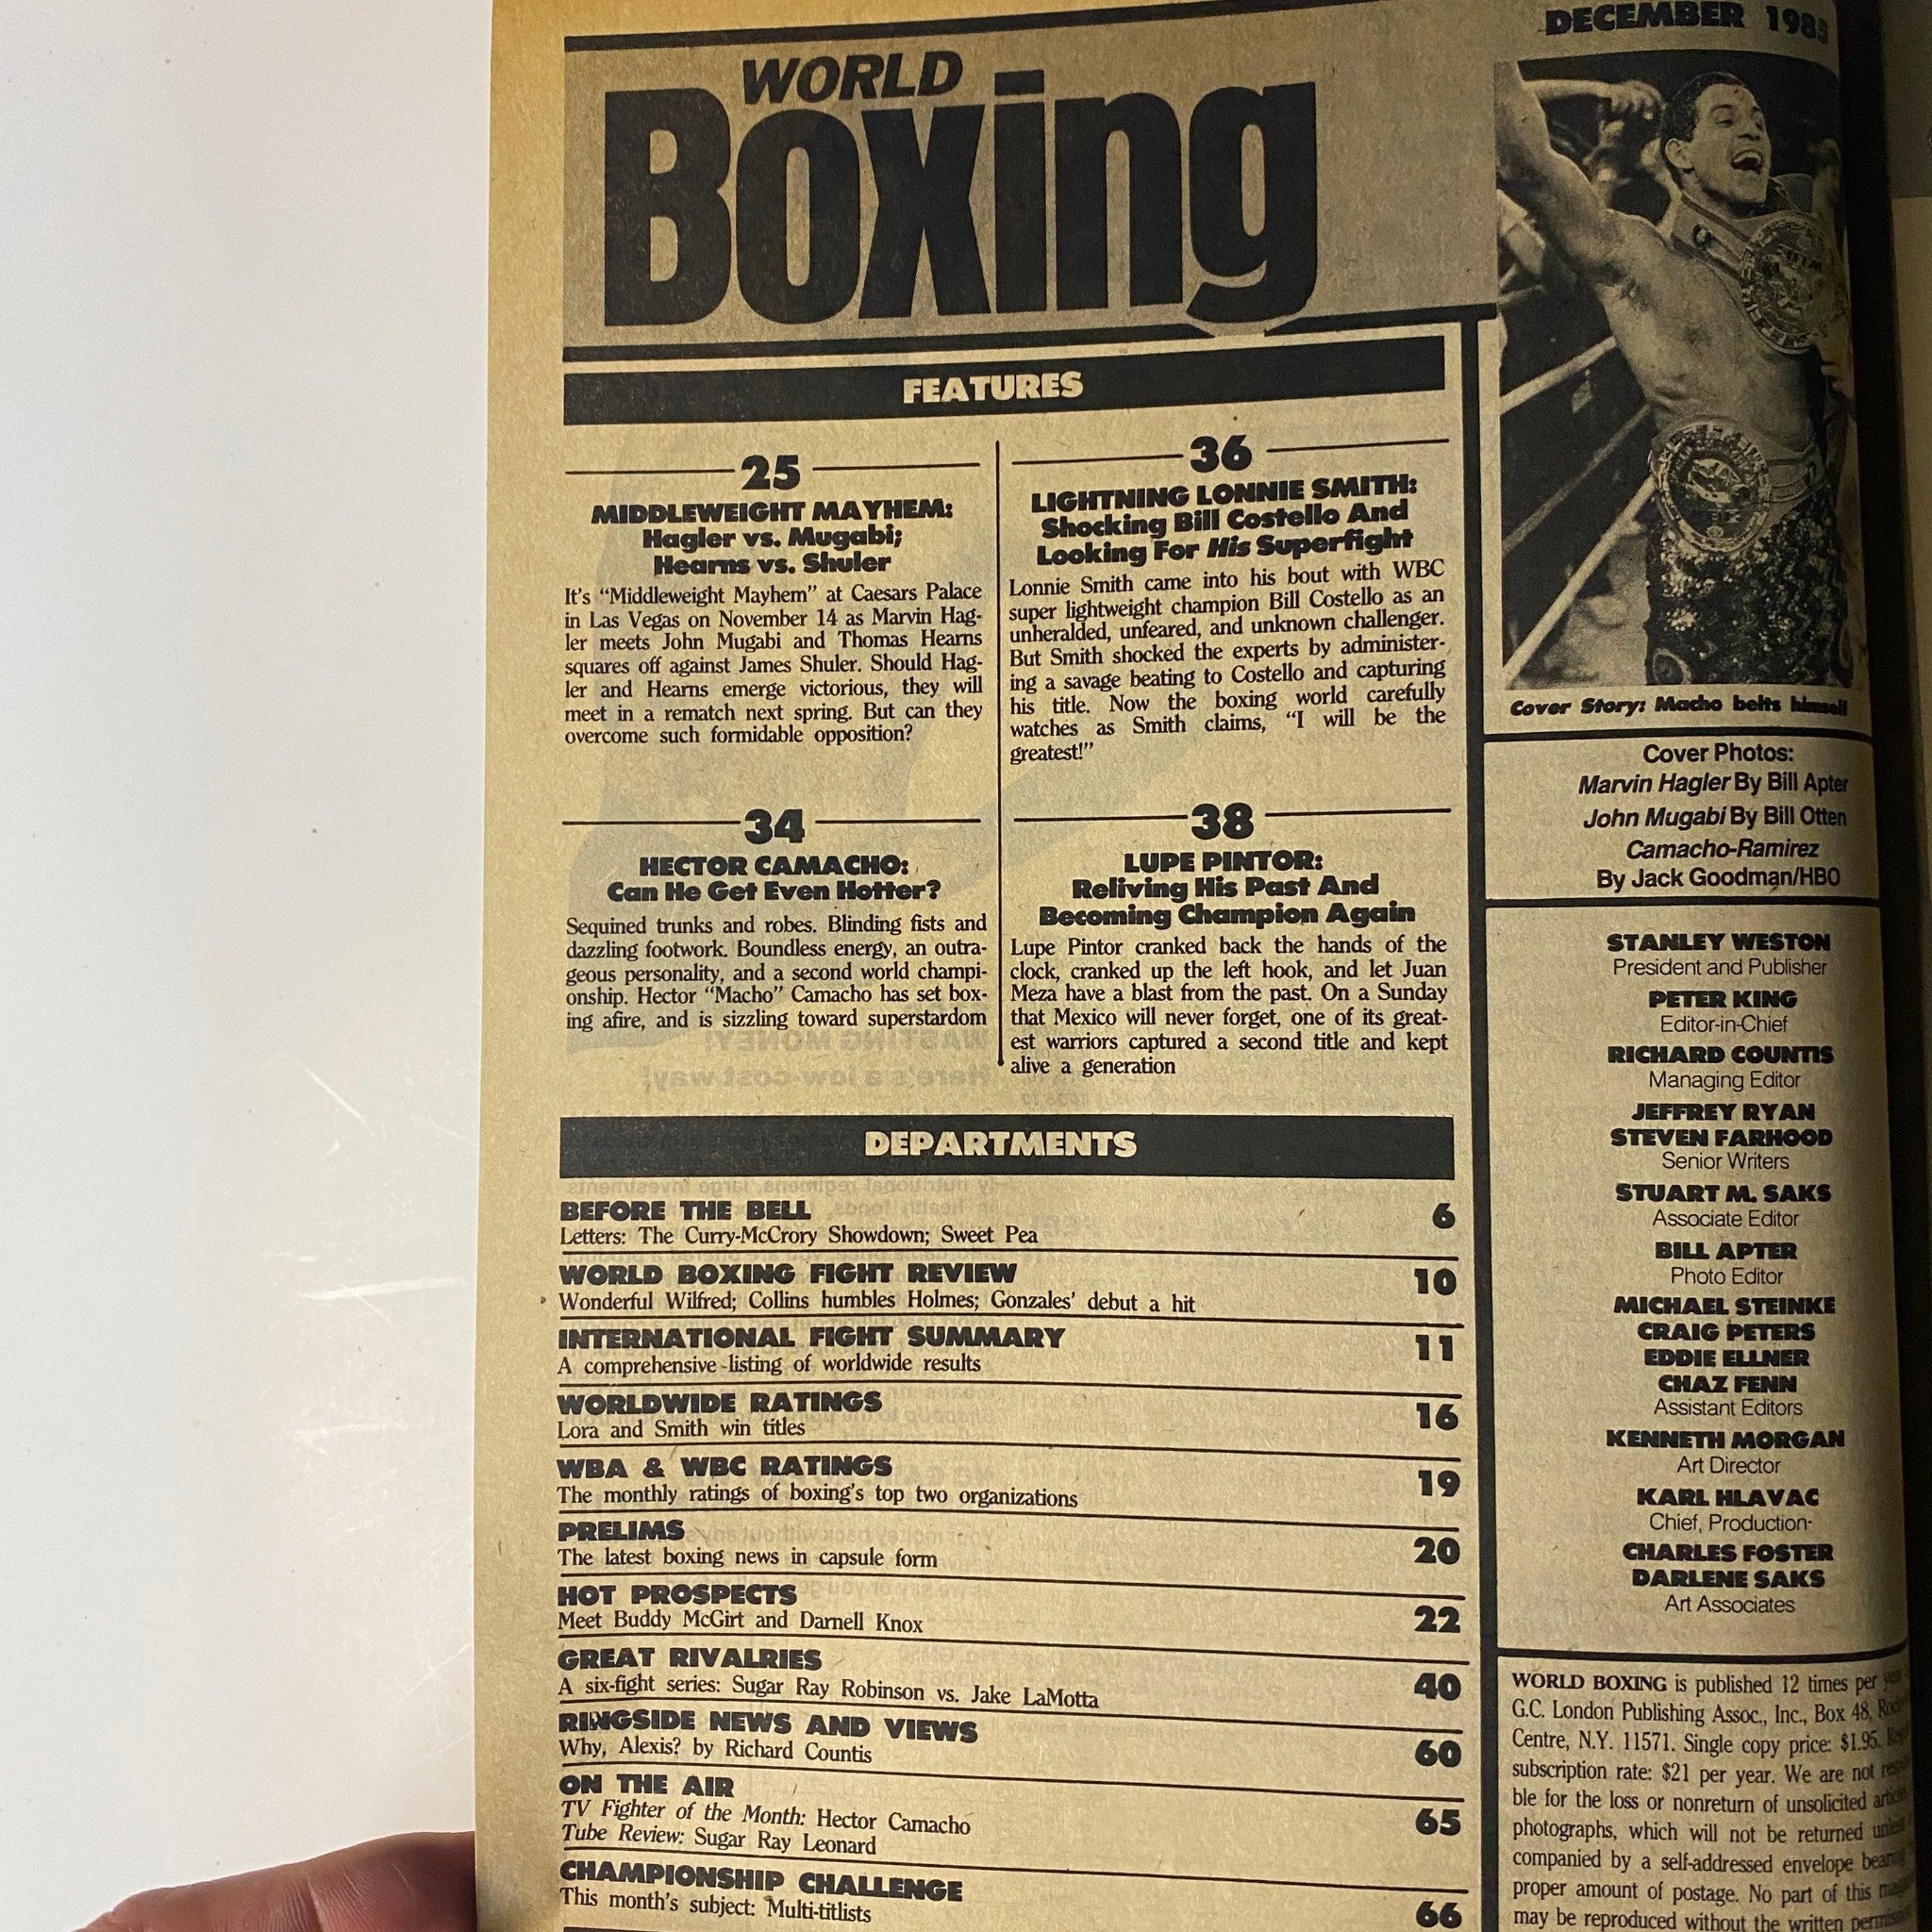 WORLD
Boxing
DECEMBER 1985
FEATURES
25
MIDDLEWEIGHT MAYHEM:
Hagler vs. Mugabi;
Hearns vs. Shuler
It's “Middleweight Mayhem” at Caesars Palace
in Las Vegas on November 14 as Marvin Hag-
ler meets John Mugabi and Thomas Hearns
squares off against James Shuler. Should Hag-
ler and Hearns emerge victorious, they will
meet in a rematch next spring. But can they
overcome such formidable opposition?
34
HECTOR CAMACHO:
Can He Get Even Hotter?
Sequined trunks and robes. Blinding fists and
dazzling footwork. Boundless energy, an outra-
geous personality, and a second world champi-
onship. Hector “Macho” Camacho has set box-
ing afire, and is sizzling toward superstardom
36
LIGHTNING LONNIE SMITH:
Shocking Bill Costello And
Looking For His Superfight
Lonnie Smith came into his bout with WBC
super lightweight champion Bill Costello as an
unheralded, unfeared, and unknown challenger.
But Smith shocked the experts by administer-
ing a savage beating to Costello and capturing
his title. Now the boxing world carefully
watches as Smith claims, “I will be the
greatest!”
38
LUPE PINTOR:
Reliving His Past And
Becoming Champion Again
Lupe Pintor cranked back the hands of the
clock, cranked up the left hook, and let Juan
Meza have a blast from the past. On a Sunday
that Mexico will never forget, one of its great-
est warriors captured a second title and kept
alive a generation
DEPARTMENTS
BEFORE THE BELL 6
Letters: The Curry-McCrory Showdown; Sweet Pea
WORLD BOXING FIGHT REVIEW 10
Wonderful Wilfred; Collins humbles Holmes; Gonzales' debut a hit
INTERNATIONAL FIGHT SUMMARY 11
A comprehensive listing of worldwide results
WORLDWIDE RATINGS 16
Lora and Smith win titles
WBA & WBC RATINGS 19
The monthly ratings of boxing's top two organizations
PRELIMS 20
The latest boxing news in capsule form
HOT PROSPECTS 22
Meet Buddy McGirt and Darnell Knox
GREAT RIVALRIES 40
A six-fight series: Sugar Ray Robinson vs. Jake LaMotta
RINGSIDE NEWS AND VIEWS 60
Why, Alexis? by Richard Countis
ON THE AIR 65
TV Fighter of the Month: Hector Camacho
Tube Review: Sugar Ray Leonard
CHAMPIONSHIP CHALLENGE 66
This month's subject: Multi-titlists
Cover Story: Macho belts himself
Cover Photos:
Marvin Hagler By Bill Apter
John Mugabi By Bill Otten
Camacho-Ramirez
By Jack Goodman/HBO
STANLEY WESTON
President and Publisher
PETER KING
Editor-in-Chief
RICHARD COUNTIS
Managing Editor
JEFFREY RYAN
STEVEN FARHOOD
Senior Writers
STUART M. SAKS
Associate Editor
BILL APTER
Photo Editor
MICHAEL STEINKE
CRAIG PETERS
EDDIE ELLNER
CHAZ FENN
Assistant Editors
KENNETH MORGAN
Art Director
KARL HLAVAC
Chief, Production
CHARLES FOSTER
DARLENE SAKS
Art Associates
WORLD BOXING is published 12 times per year
G.C. London Publishing Assoc., Inc., Box 48,
Centre, N.Y. 11571. Single copy price: $1.95.
subscription rate: $21 per year. We are not
ble for the loss or nonreturn of unsolicited
photographs, which will not be returned
companied by a self-addressed envelope
proper amount of postage. No part of this
may be reproduced without the written